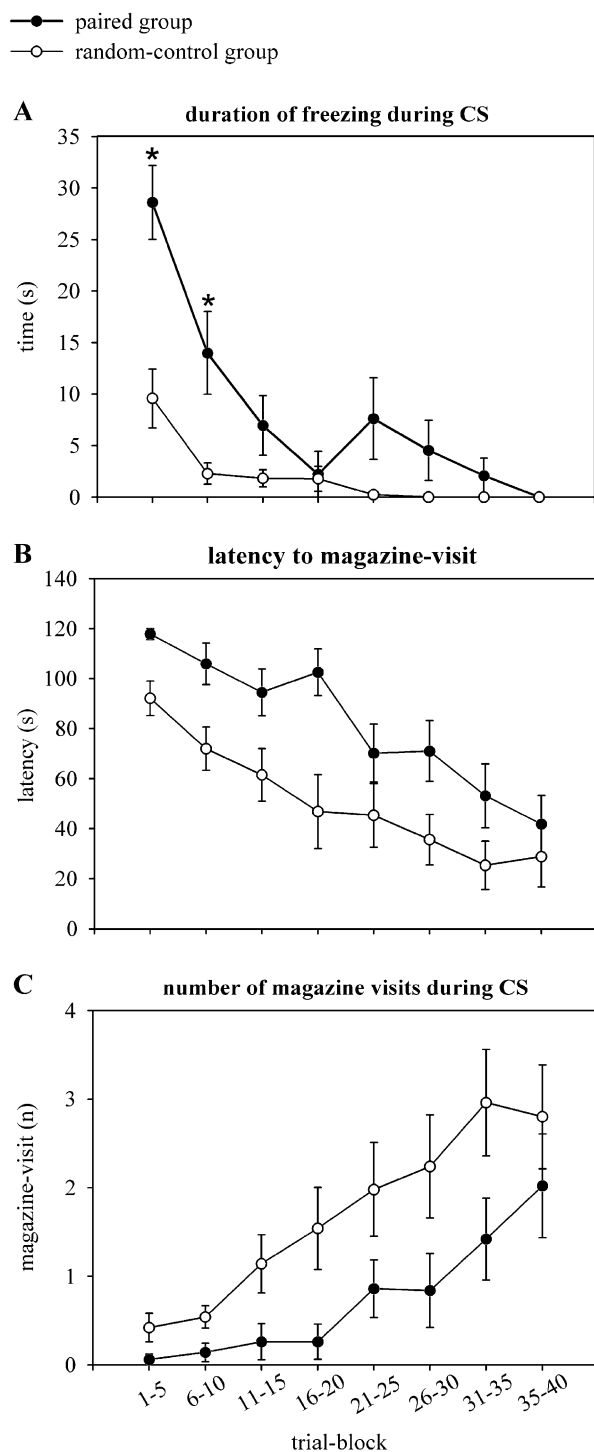 paired group
random-control group
A duration of freezing during CS
35
30
25
20
15
10
5
0
time (s)
*
*
B latency to magazine-visit
140
120
100
80
60
40
20
0
latency (s)
C number of magazine visits during CS
4
3
2
1
0
magazine-visit (n)
1-5 6-10 11-15 16-20 21-25 26-30 31-35 35-40
trial-block